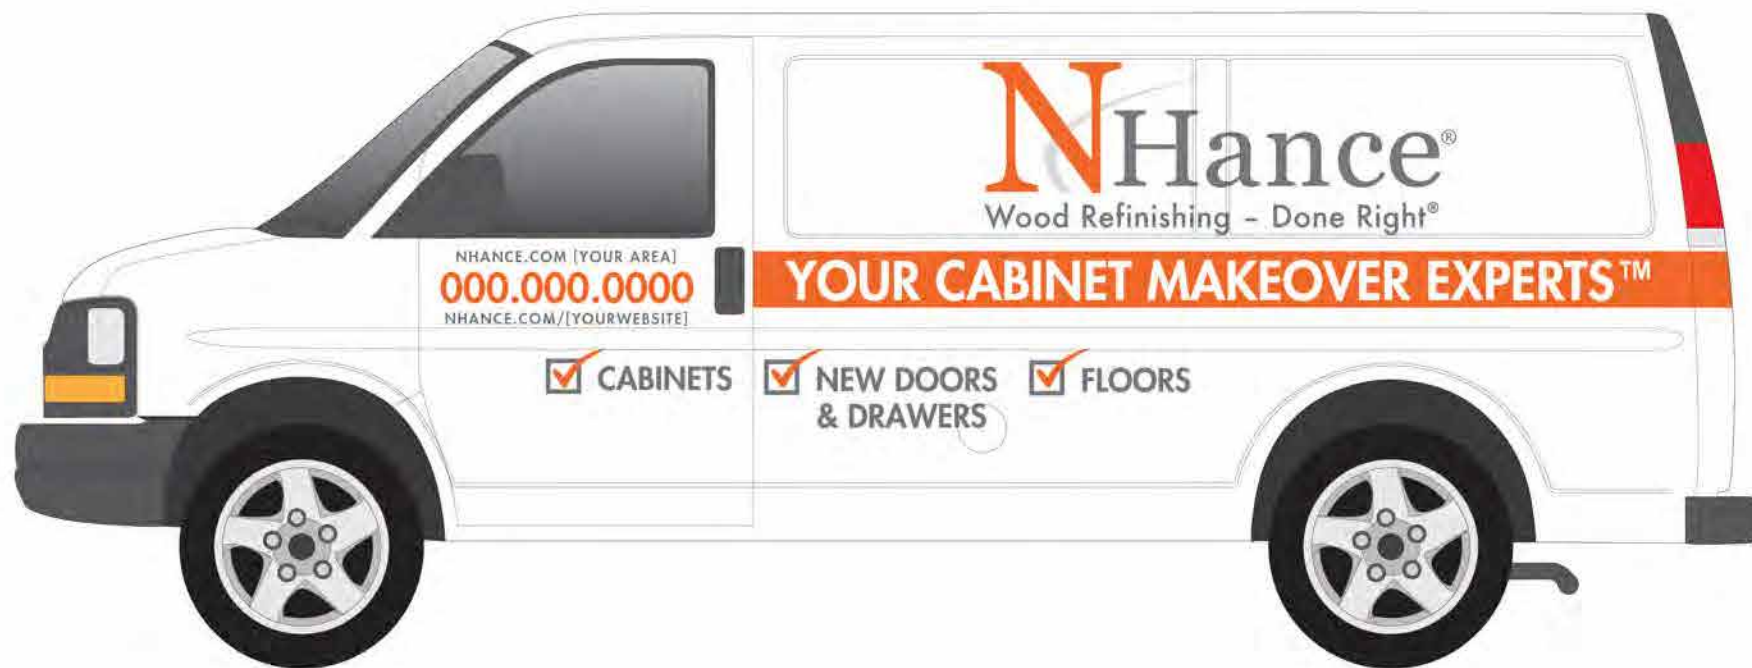 NHance®
Wood Refinishing – Done Right®
NHANCE.COM [YOUR AREA]
000.000.0000
NHANCE.COM/[YOURWEBSITE]
YOUR CABINET MAKEOVER EXPERTS™
CABINETS
NEW DOORS
& DRAWERS
FLOORS